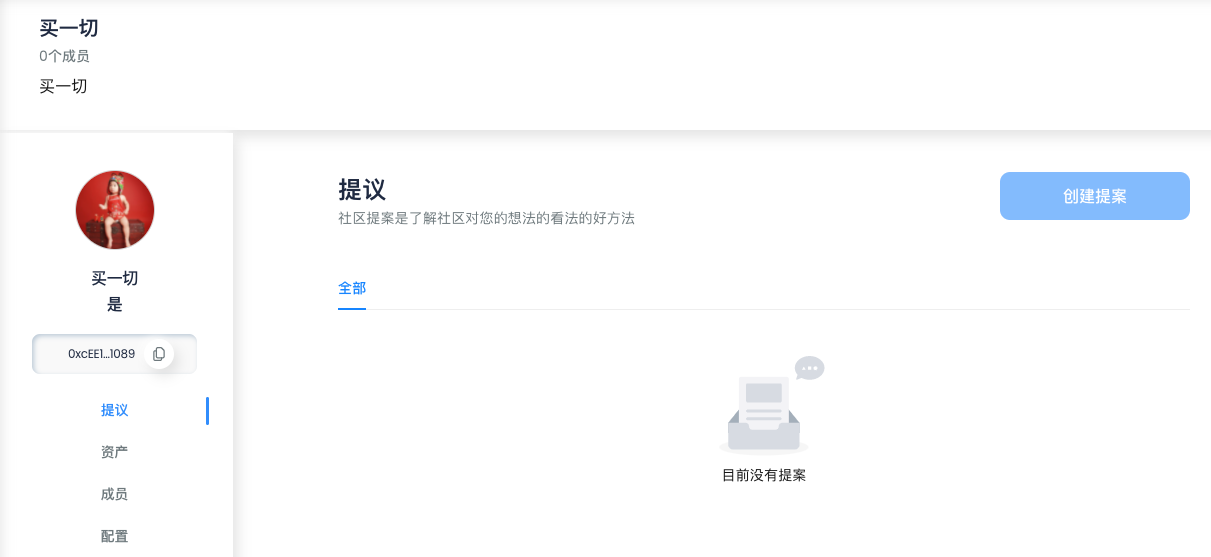 买一切
0个成员
买一切
买一切
是
0xcEE1...1089
提议
资产
成员
配置
提议
社区提案是了解社区对您的想法的看法的好方法
创建提案
全部
目前没有提案